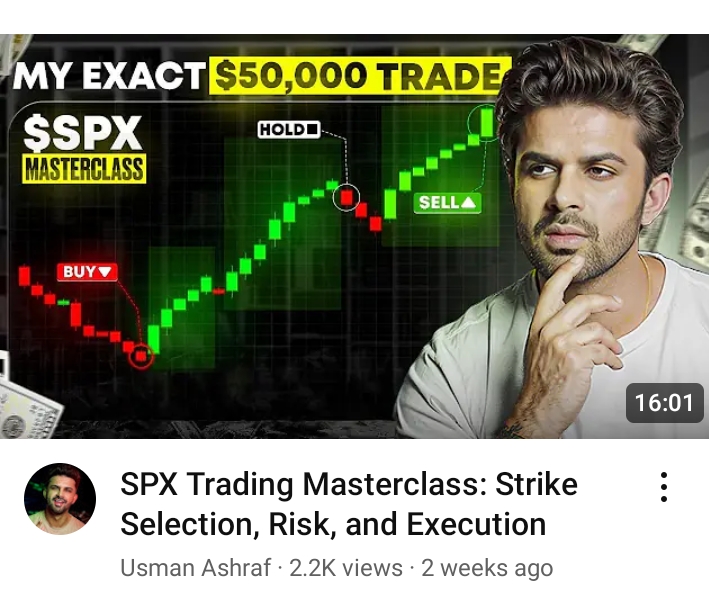 MY EXACT $50,000 TRADE
$SPX
MASTERCLASS
HOLD
SELL
BUY
16:01
SPX Trading Masterclass: Strike
Selection, Risk, and Execution
Usman Ashraf · 2.2K views · 2 weeks ago